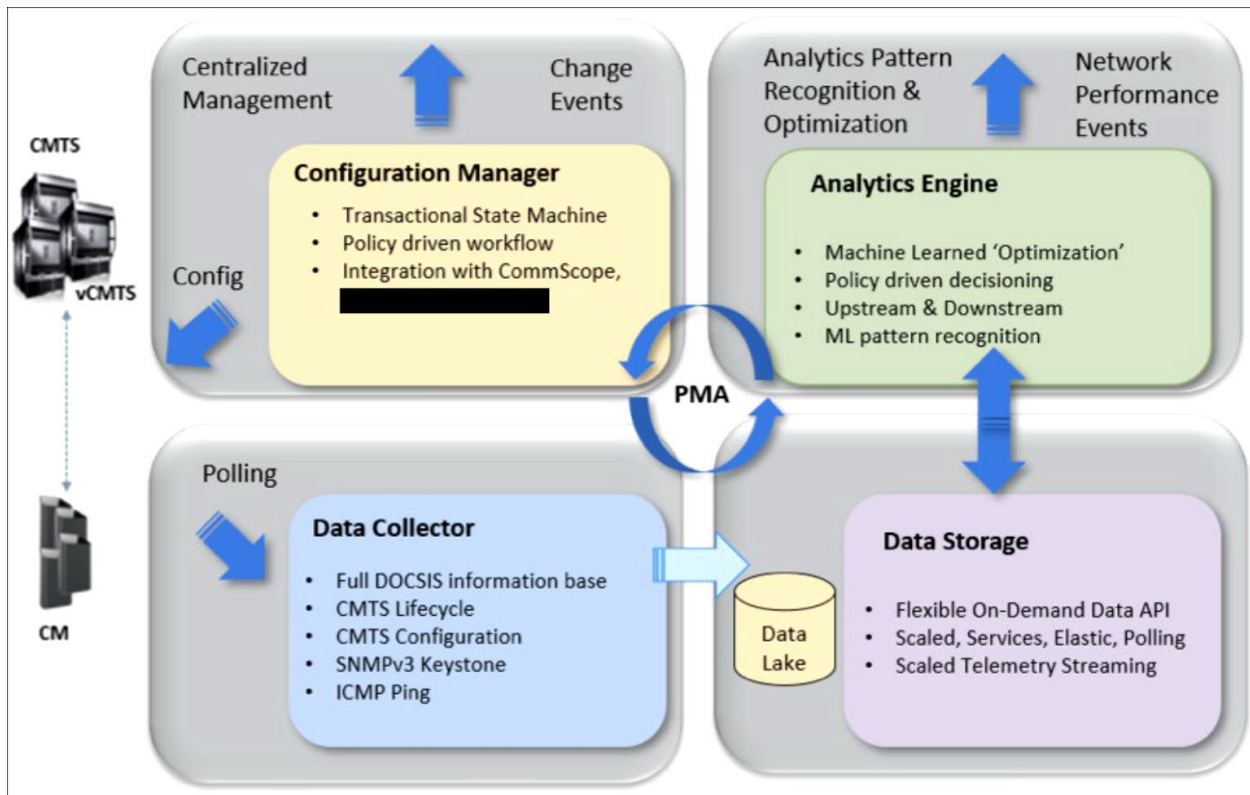 CMTS
vCMTS
CM
Centralized
Management
Change
Events
Config
Configuration Manager
• Transactional State Machine
• Policy driven workflow
• Integration with CommScope,
Analytics Pattern
Recognition &
Optimization
Network
Performance
Events
Analytics Engine
• Machine Learned ‘Optimization’
• Policy driven decisioning
• Upstream & Downstream
• ML pattern recognition
PMA
Polling
Data Collector
• Full DOCSIS information base
• CMTS Lifecycle
• CMTS Configuration
• SNMPv3 Keystone
• ICMP Ping
Data
Lake
Data Storage
• Flexible On-Demand Data API
• Scaled, Services, Elastic, Polling
• Scaled Telemetry Streaming